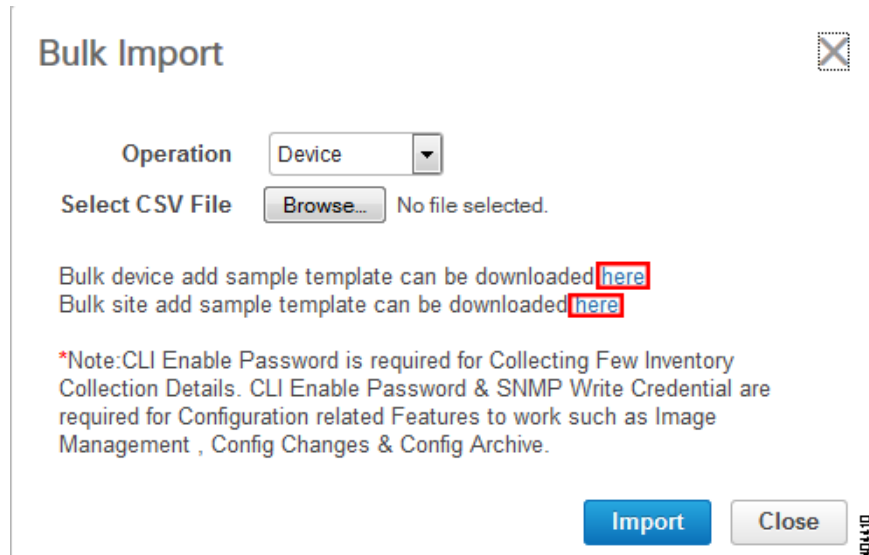 Bulk Import
Operation Device
Select CSV File Browse... No file selected.
Bulk device add sample template can be downloaded here
Bulk site add sample template can be downloaded here
*Note:CLI Enable Password is required for Collecting Few Inventory
Collection Details. CLI Enable Password & SNMP Write Credential are
required for Configuration related Features to work such as Image
Management , Config Changes & Config Archive.
Import Close